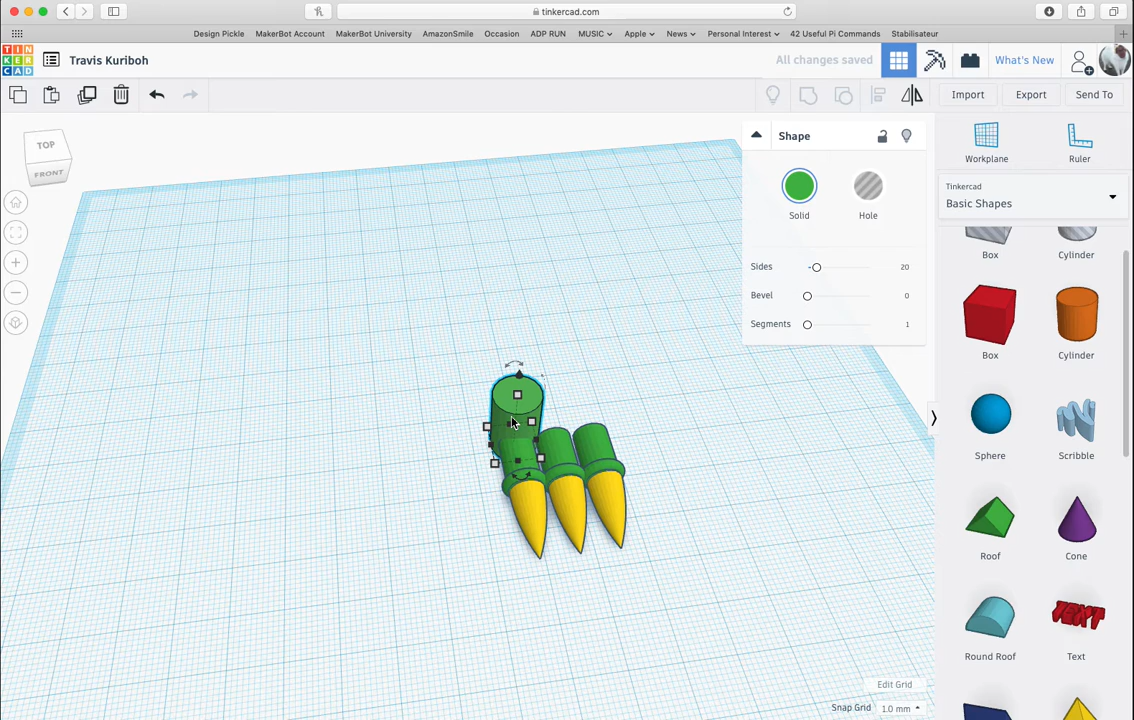 tinkercad.com
Design Pickle MakerBot Account MakerBot University AmazonSmile Occasion ADP RUN MUSIC Apple News Personal Interest 42 Useful Pi Commands Stabilisateur
TIN
KER
CAD
Travis Kuriboh
All changes saved
What's New
Import
Export
Send To
TOP
FRONT
Shape
Solid
Hole
Sides 20
Bevel 0
Segments 1
Workplane
Ruler
Tinkercad
Basic Shapes
Box
Cylinder
Box
Cylinder
Sphere
Scribble
Roof
Cone
TEXT
Round Roof
Text
Edit Grid
Snap Grid 1.0 mm